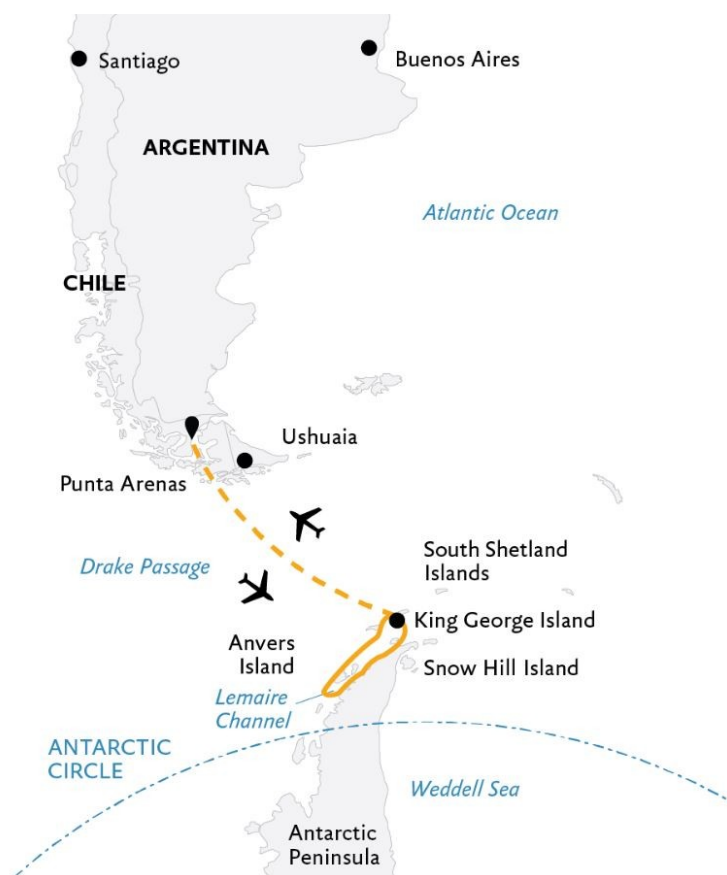 Santiago
Buenos Aires
ARGENTINA
Atlantic Ocean
CHILE
Ushuaia
Punta Arenas
South Shetland
Islands
Drake Passage
King George Island
Anvers
Island
Snow Hill Island
Lemaire
Channel
ANTARCTIC
CIRCLE
Weddell Sea
Antarctic
Peninsula